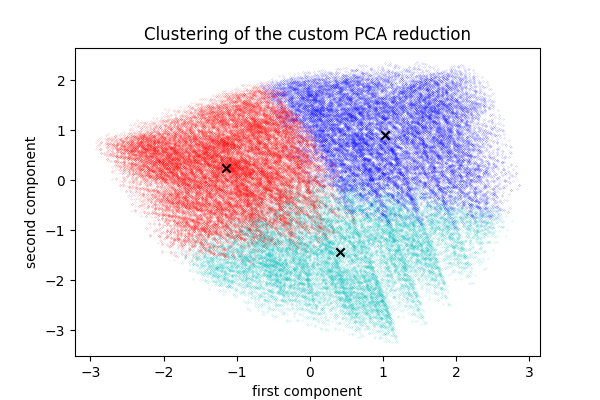 Clustering of the custom PCA reduction
2
1
0
−1
−2
−3
second component
−3 −2 −1 0 1 2 3
first component